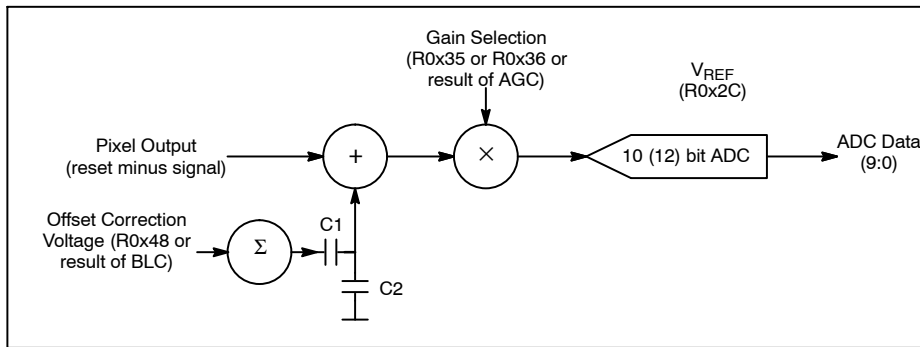 Gain Selection
(R0x35 or R0x36 or
result of AGC)
V_REF
(R0x2C)
Pixel Output
(reset minus signal)
+
×
10 (12) bit ADC
ADC Data
(9:0)
Offset Correction
Voltage (R0x48 or
result of BLC)
Σ
C1
C2